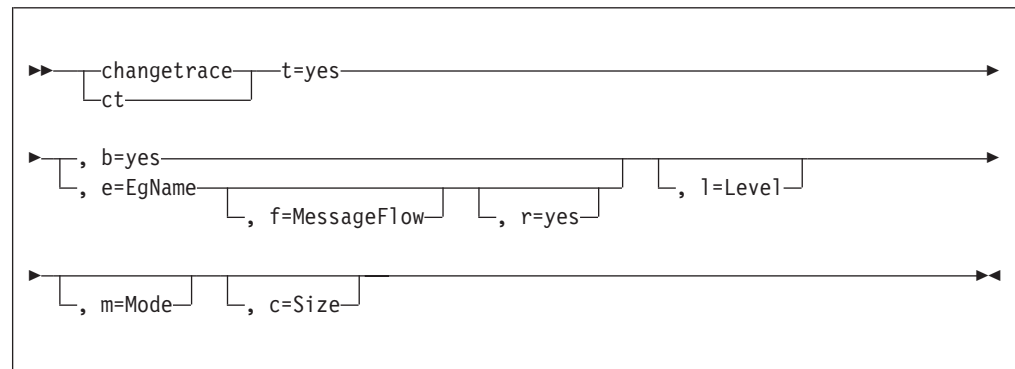 changetrace t=yes
ct
, b=yes , l=Level
, e=EgName , f=MessageFlow , r=yes
, m=Mode , c=Size